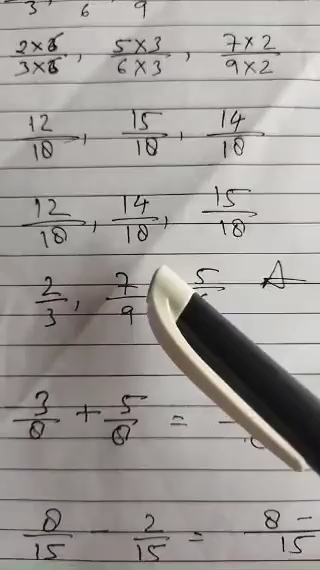 3 6 9
2×6/3×6, 5×3/6×3, 7×2/9×2
12/18, 15/18, 14/18
12/18, 14/18, 15/18
2/3, 7/9, 5 A
3/8 + 5/8 =
8/15 - 2/15 = 8 - /15